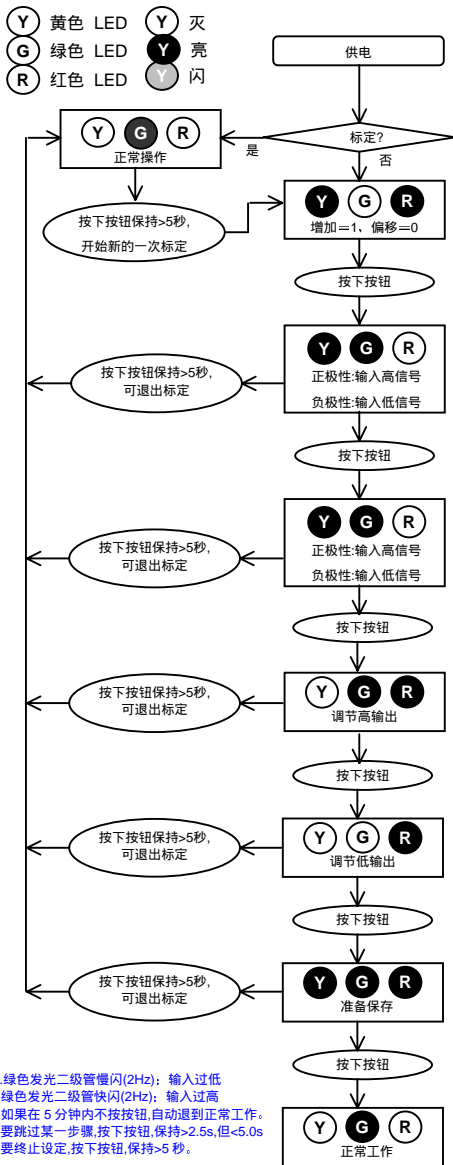 Y 黄色 LED Y 灭
G 绿色 LED Y 亮
R 红色 LED Y 闪
供电
标定?
是
否
Y G R
正常操作
按下按钮保持>5秒,
开始新的一次标定
Y G R
增加=1、偏移=0
按下按钮
Y G R
正极性:输入高信号
负极性:输入低信号
按下按钮保持>5秒,
可退出标定
按下按钮
Y G R
正极性:输入高信号
负极性:输入低信号
按下按钮保持>5秒,
可退出标定
按下按钮
Y G R
调节高输出
按下按钮保持>5秒,
可退出标定
按下按钮
Y G R
调节低输出
按下按钮保持>5秒,
可退出标定
按下按钮
Y G R
准备保存
按下按钮保持>5秒,
可退出标定
按下按钮
Y G R
正常工作
.绿色发光二级管慢闪(2Hz)；输入过低
绿色发光二级管快闪(2Hz)；输入过高
如果在 5 分钟内不按按钮,自动退到正常工作。
要跳过某一步骤,按下按钮,保持>2.5s,但<5.0s
要终止设定,按下按钮,保持>5 秒。